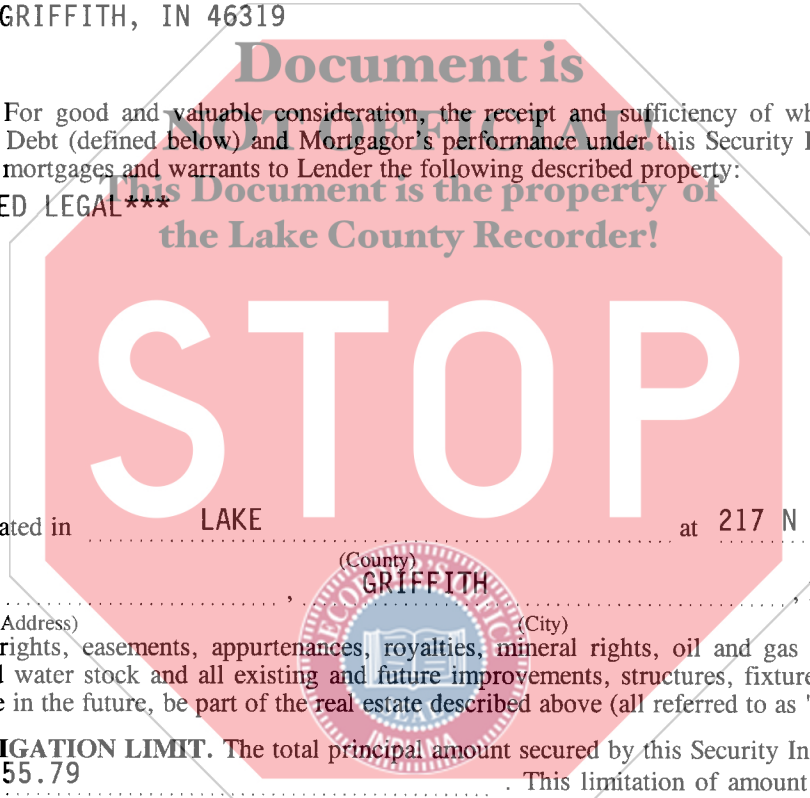 GRIFFITH, IN 46319
Document is
For good and valuable consideration, the receipt and sufficiency of wh
NOT OFFICIAL!
Debt (defined below) and Mortgagor's performance under this Security I
mortgages and warrants to Lender the following described property:
This Document is the property of
ED LEGAL***
the Lake County Recorder!
STOP
ated in LAKE at 217 N
(County)
, GRIFFITH ,
Address) (City)
rights, easements, appurtenances, royalties, mineral rights, oil and gas
water stock and all existing and future improvements, structures, fixture
e in the future, be part of the real estate described above (all referred to as "
IGATION LIMIT. The total principal amount secured by this Security In
55.79 . This limitation of amount
INDIANA